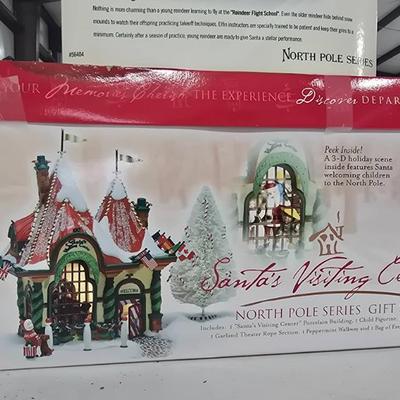 Nothing is more charming than a young reindeer learning to fly at the "Reindeer Flight School". Even the older reindeer hide behind snow
mounds to watch their offspring practicing takeoff techniques. Elfin instructors are specially trained to be patient and keep their grins to a
minimum. Certainly after a season of practice, young reindeer are ready to give Santa a stellar performance.
#56404
NORTH POLE SERIES
YOUR Memories Cherish THE EXPERIENCE Discover DEPAR
Peek Inside!
A 3-D holiday scene
inside features Santa
welcoming children
to the North Pole.
WELCOME
Santa's Visiting Ce
NORTH POLE SERIES GIFT
Includes: 1 "Santa's Visiting Center" Porcelain Building, 1 Child Figurine
1 Garland Theater Rope Section, 1 Peppermint Walkway and 1 Bag of